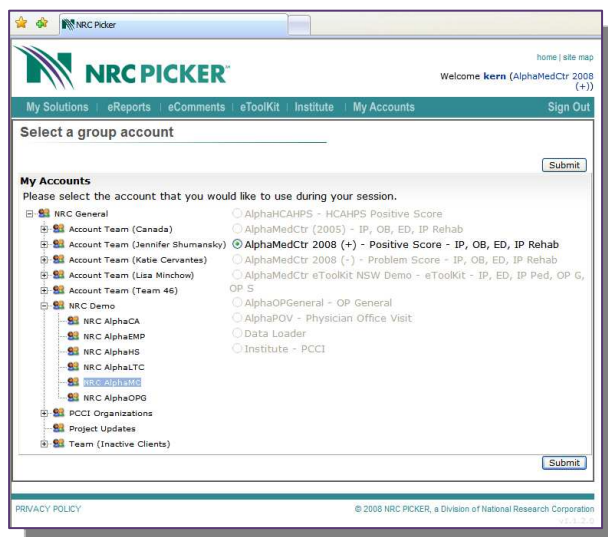 NRC Picker
NRC PICKER
home | site map
Welcome kern (AlphaMedCtr 2008
(+))
My Solutions | eReports | eComments | eToolKit | Institute | My Accounts
Sign Out
Select a group account
Submit
My Accounts
Please select the account that you would like to use during your session.
NRC General
Account Team (Canada)
Account Team (Jennifer Shumansky)
Account Team (Katie Cervantes)
Account Team (Lisa Minchow)
Account Team (Team 46)
NRC Demo
NRC AlphaCA
NRC AlphaEMP
NRC AlphaHS
NRC AlphaLTC
NRC AlphaMC
NRC AlphaOPG
PCCI Organizations
Project Updates
Team (Inactive Clients)
AlphaHCAHPS - HCAHPS Positive Score
AlphaMedCtr (2005) - IP, OB, ED, IP Rehab
AlphaMedCtr 2008 (+) - Positive Score - IP, OB, ED, IP Rehab
AlphaMedCtr 2008 (-) - Problem Score - IP, OB, ED, IP Rehab
AlphaMedCtr eToolKit NSW Demo - eToolKit - IP, ED, IP Ped, OP G,
OP S
AlphaOPGeneral - OP General
AlphaPOV - Physician Office Visit
Data Loader
Institute - PCCI
Submit
PRIVACY POLICY
© 2008 NRC PICKER, a Division of National Research Corporation